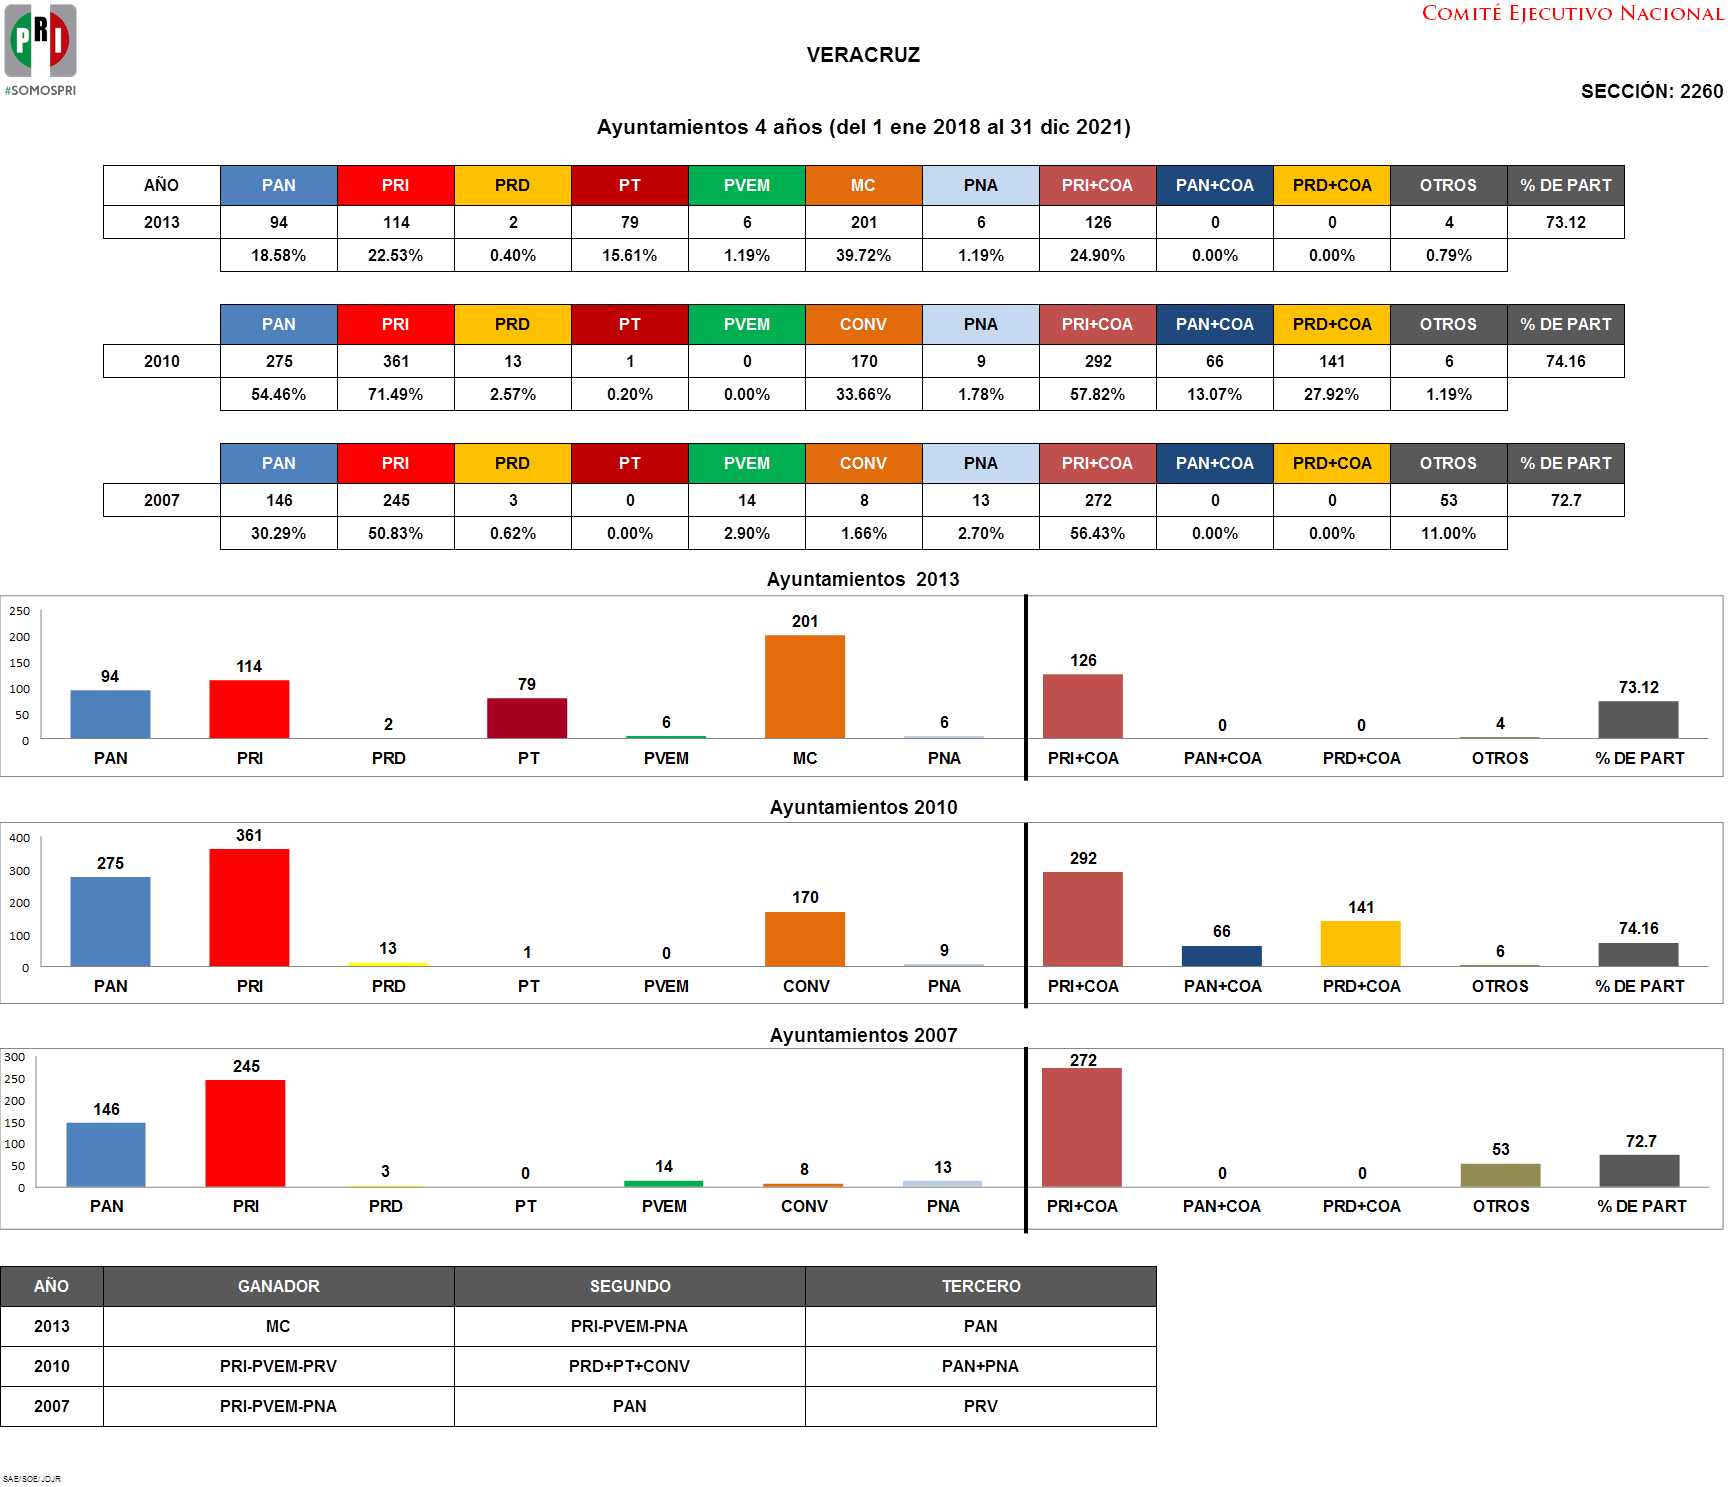 PRI
#SOMOSPRI
COMITÉ EJECUTIVO NACIONAL
VERACRUZ
SECCIÓN: 2260
Ayuntamientos 4 años (del 1 ene 2018 al 31 dic 2021)
AÑO PAN PRI PRD PT PVEM MC PNA PRI+COA PAN+COA PRD+COA OTROS % DE PART
2013 94 114 2 79 6 201 6 126 0 0 4 73.12
18.58% 22.53% 0.40% 15.61% 1.19% 39.72% 1.19% 24.90% 0.00% 0.00% 0.79%
PAN PRI PRD PT PVEM CONV PNA PRI+COA PAN+COA PRD+COA OTROS % DE PART
2010 275 361 13 1 0 170 9 292 66 141 6 74.16
54.46% 71.49% 2.57% 0.20% 0.00% 33.66% 1.78% 57.82% 13.07% 27.92% 1.19%
PAN PRI PRD PT PVEM CONV PNA PRI+COA PAN+COA PRD+COA OTROS % DE PART
2007 146 245 3 0 14 8 13 272 0 0 53 72.7
30.29% 50.83% 0.62% 0.00% 2.90% 1.66% 2.70% 56.43% 0.00% 0.00% 11.00%
Ayuntamientos 2013
250
200
150
100
50
0
94 114 2 79 6 201 6 126 0 0 4 73.12
PAN PRI PRD PT PVEM MC PNA PRI+COA PAN+COA PRD+COA OTROS % DE PART
Ayuntamientos 2010
400
300
200
100
0
275 361 13 1 0 170 9 292 66 141 6 74.16
PAN PRI PRD PT PVEM CONV PNA PRI+COA PAN+COA PRD+COA OTROS % DE PART
Ayuntamientos 2007
300
250
200
150
100
50
0
146 245 3 0 14 8 13 272 0 0 53 72.7
PAN PRI PRD PT PVEM CONV PNA PRI+COA PAN+COA PRD+COA OTROS % DE PART
AÑO GANADOR SEGUNDO TERCERO
2013 MC PRI-PVEM-PNA PAN
2010 PRI-PVEM-PRV PRD+PT+CONV PAN+PNA
2007 PRI-PVEM-PNA PAN PRV
SAE/SOE/JDJR